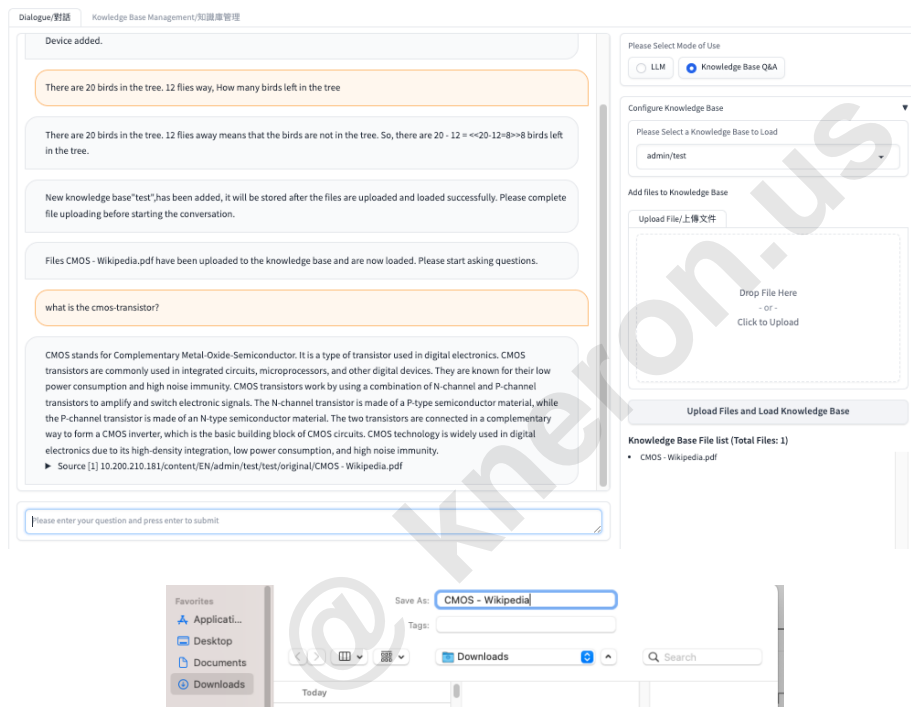 Dialogue/對話
Kowledge Base Management/知識庫管理
Device added.
There are 20 birds in the tree. 12 flies way, How many birds left in the tree
There are 20 birds in the tree. 12 flies away means that the birds are not in the tree. So, there are 20 - 12 = <<20-12=8>>8 birds left
in the tree.
New knowledge base"test",has been added, it will be stored after the files are uploaded and loaded successfully. Please complete
file uploading before starting the conversation.
Files CMOS - Wikipedia.pdf have been uploaded to the knowledge base and are now loaded. Please start asking questions.
what is the cmos-transistor?
CMOS stands for Complementary Metal-Oxide-Semiconductor. It is a type of transistor used in digital electronics. CMOS
transistors are commonly used in integrated circuits, microprocessors, and other digital devices. They are known for their low
power consumption and high noise immunity. CMOS transistors work by using a combination of N-channel and P-channel
transistors to amplify and switch electronic signals. The N-channel transistor is made of a P-type semiconductor material, while
the P-channel transistor is made of an N-type semiconductor material. The two transistors are connected in a complementary
way to form a CMOS inverter, which is the basic building block of CMOS circuits. CMOS technology is widely used in digital
electronics due to its high-density integration, low power consumption, and high noise immunity.
Source [1] 10.200.210.181/content/EN/admin/test/test/original/CMOS - Wikipedia.pdf
Please enter your question and press enter to submit
Please Select Mode of Use
LLM
Knowledge Base Q&A
Configure Knowledge Base
Please Select a Knowledge Base to Load
admin/test
Add files to Knowledge Base
Upload File/上傳文件
Drop File Here
- or -
Click to Upload
Upload Files and Load Knowledge Base
Knowledge Base File list (Total Files: 1)
CMOS - Wikipedia.pdf
@ kneron.us
Favorites
Applicati...
Desktop
Documents
Downloads
Save As:
CMOS - Wikipedia
Tags:
Downloads
Search
Today